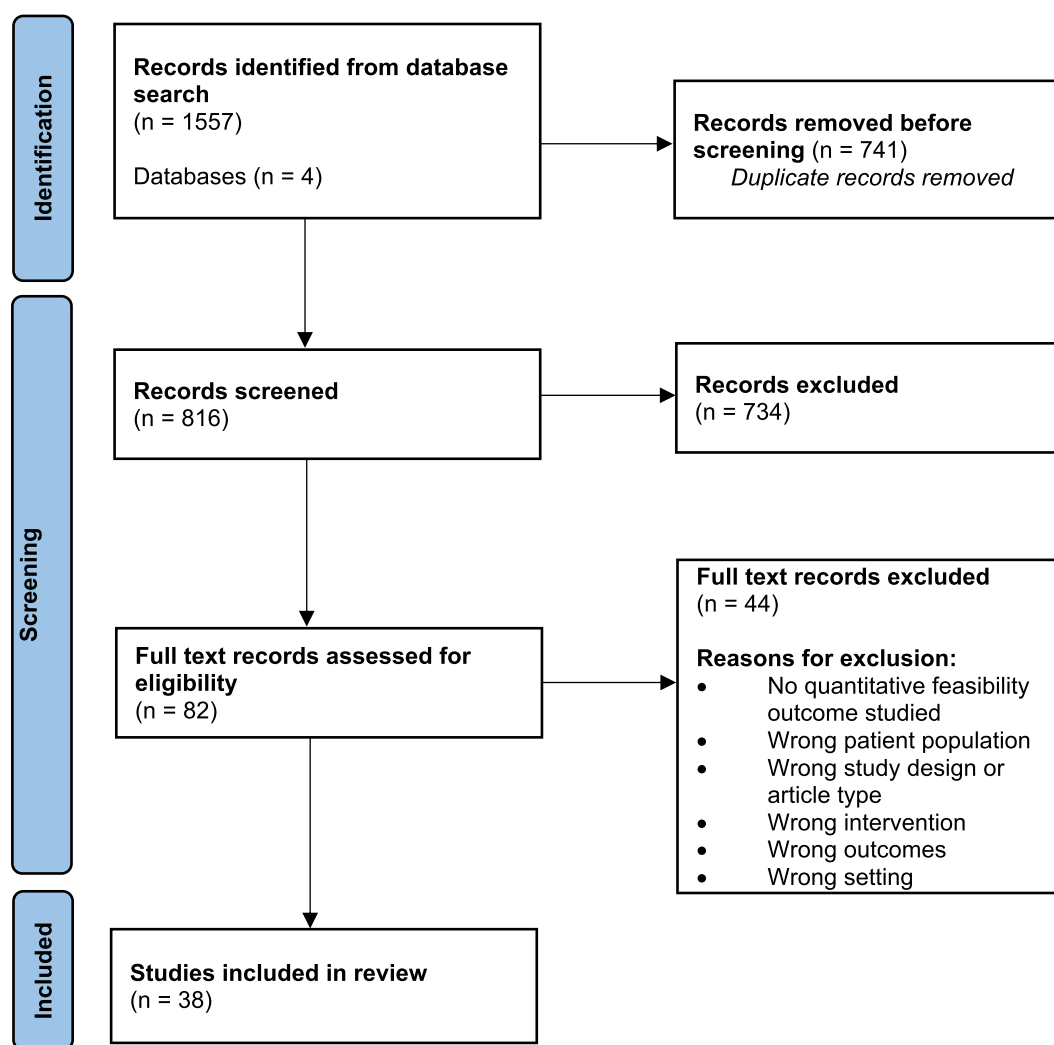 Identification
Records identified from database
search
(n = 1557)
Databases (n = 4)
Records removed before
screening (n = 741)
Duplicate records removed
Screening
Records screened
(n = 816)
Records excluded
(n = 734)
Full text records assessed for
eligibility
(n = 82)
Full text records excluded
(n = 44)
Reasons for exclusion:
• No quantitative feasibility
outcome studied
• Wrong patient population
• Wrong study design or
article type
• Wrong intervention
• Wrong outcomes
• Wrong setting
Included
Studies included in review
(n = 38)